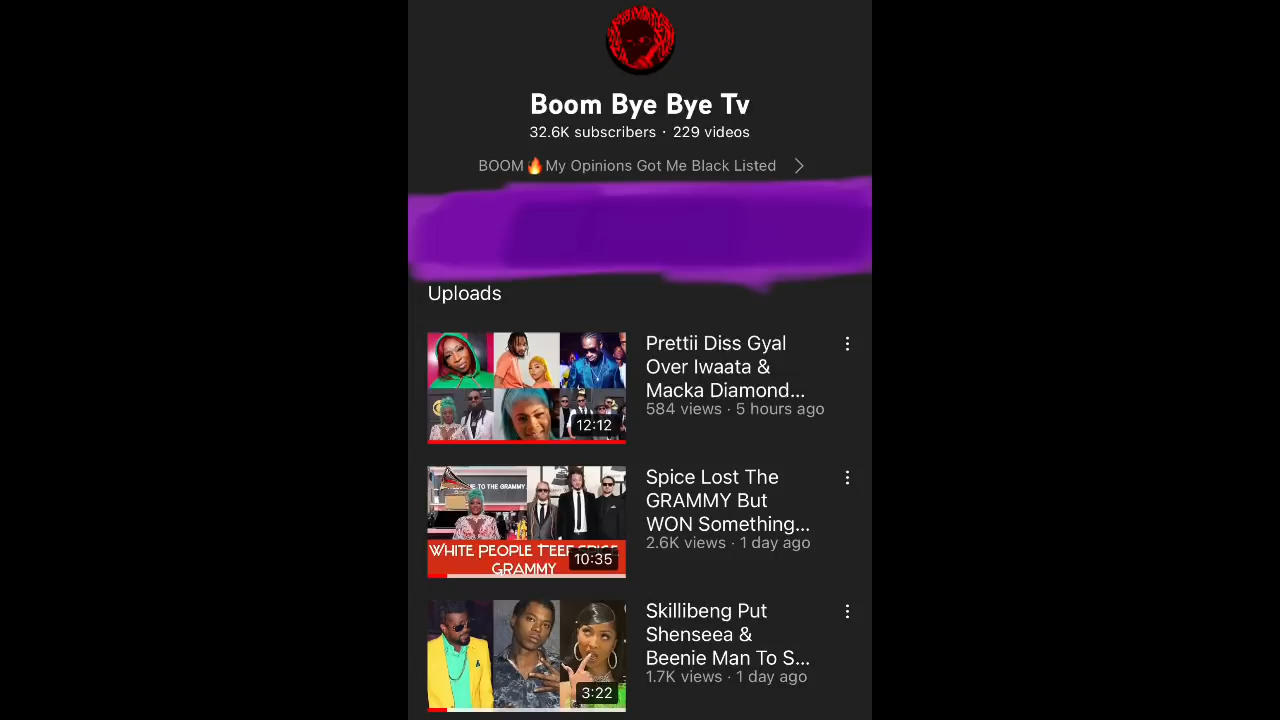 Boom Bye Bye Tv
32.6K subscribers · 229 videos
BOOM🔥My Opinions Got Me Black Listed
Uploads
12:12
Prettii Diss Gyal
Over Iwaata &
Macka Diamond...
584 views · 5 hours ago
ME TO THE GRAMMY
WHITE PEOPLE TEEF SPICE
GRAMMY
10:35
Spice Lost The
GRAMMY But
WON Something...
2.6K views · 1 day ago
3:22
Skillibeng Put
Shenseea &
Beenie Man To S...
1.7K views · 1 day ago